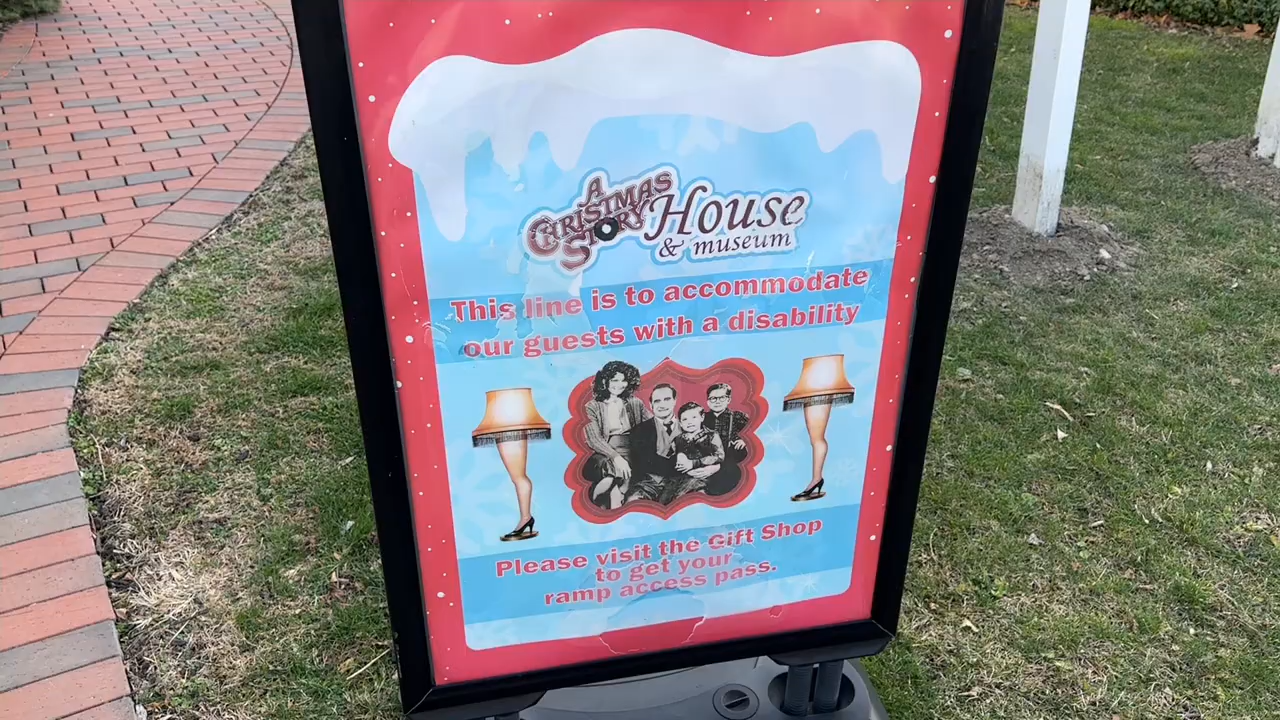 A
CHRISTMAS
STORY
House
& museum
This line is to accommodate
our guests with a disability
Please visit the Gift Shop
to get your
ramp access pass.